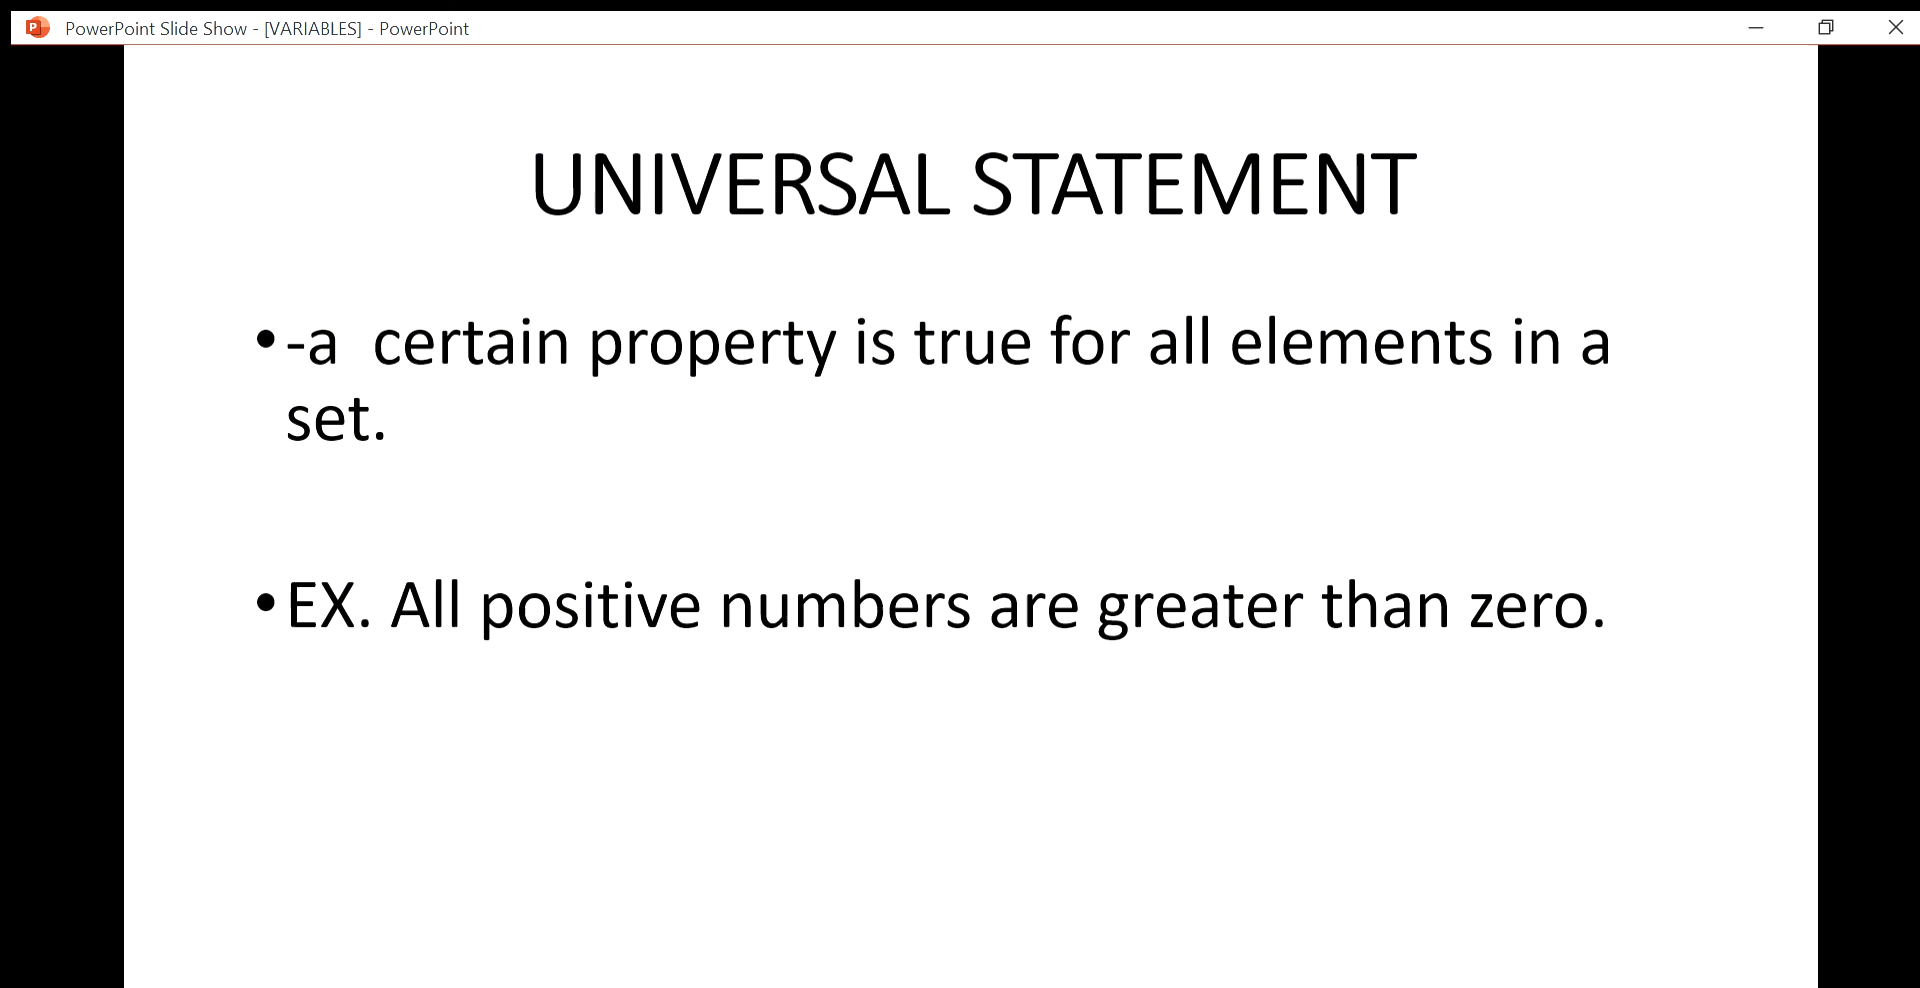 PowerPoint Slide Show - [VARIABLES] - PowerPoint
UNIVERSAL STATEMENT
•-a  certain property is true for all elements in a
set.
•EX. All positive numbers are greater than zero.